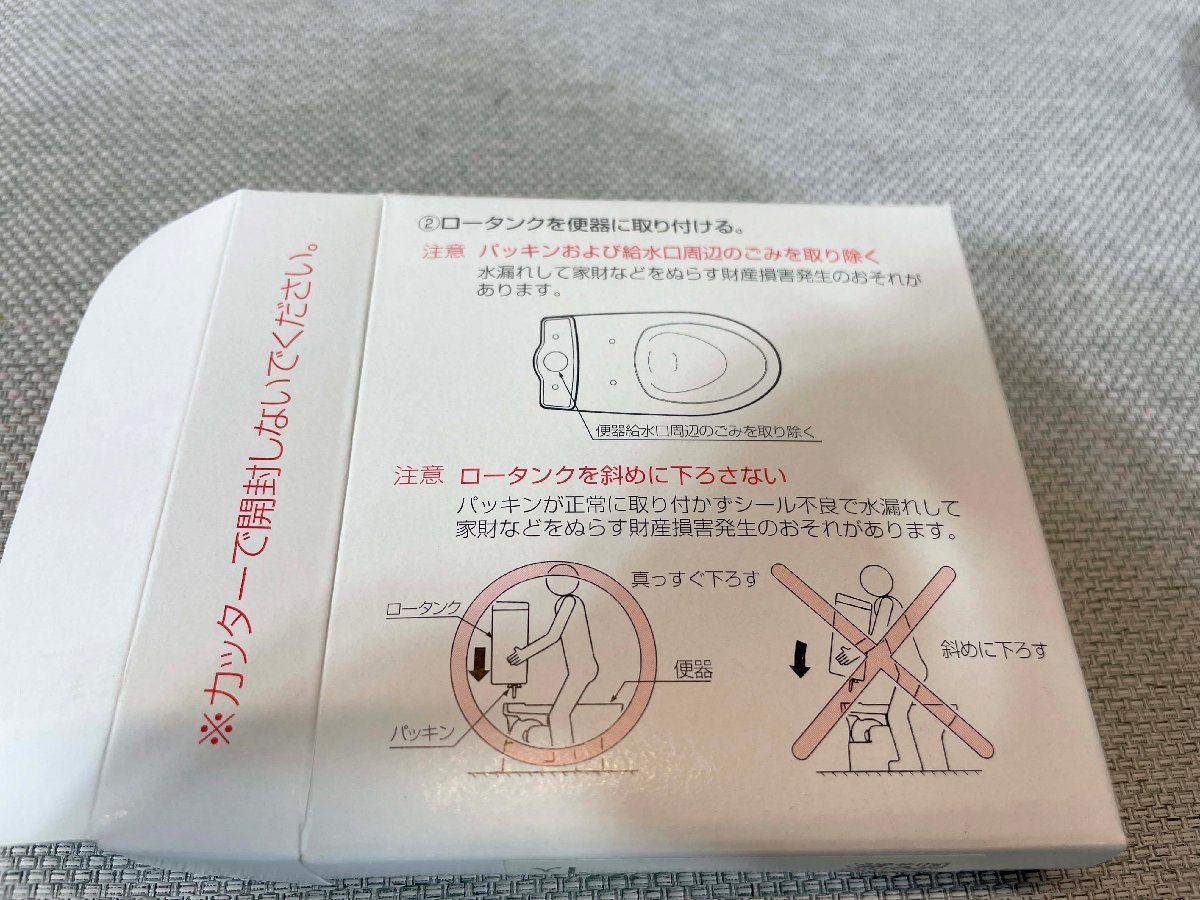 ②ロータンクを便器に取り付ける。
注意 パッキンおよび給水口周辺のごみを取り除く
水漏れして家財などをぬらす財産損害発生のおそれが
あります。
便器給水口周辺のごみを取り除く
注意 ロータンクを斜めに下ろさない
パッキンが正常に取り付かずシール不良で水漏れして
家財などをぬらす財産損害発生のおそれがあります。
真っすぐ下ろす
ロータンク
便器
パッキン
斜めに下ろす
※カッターで開封しないでください。